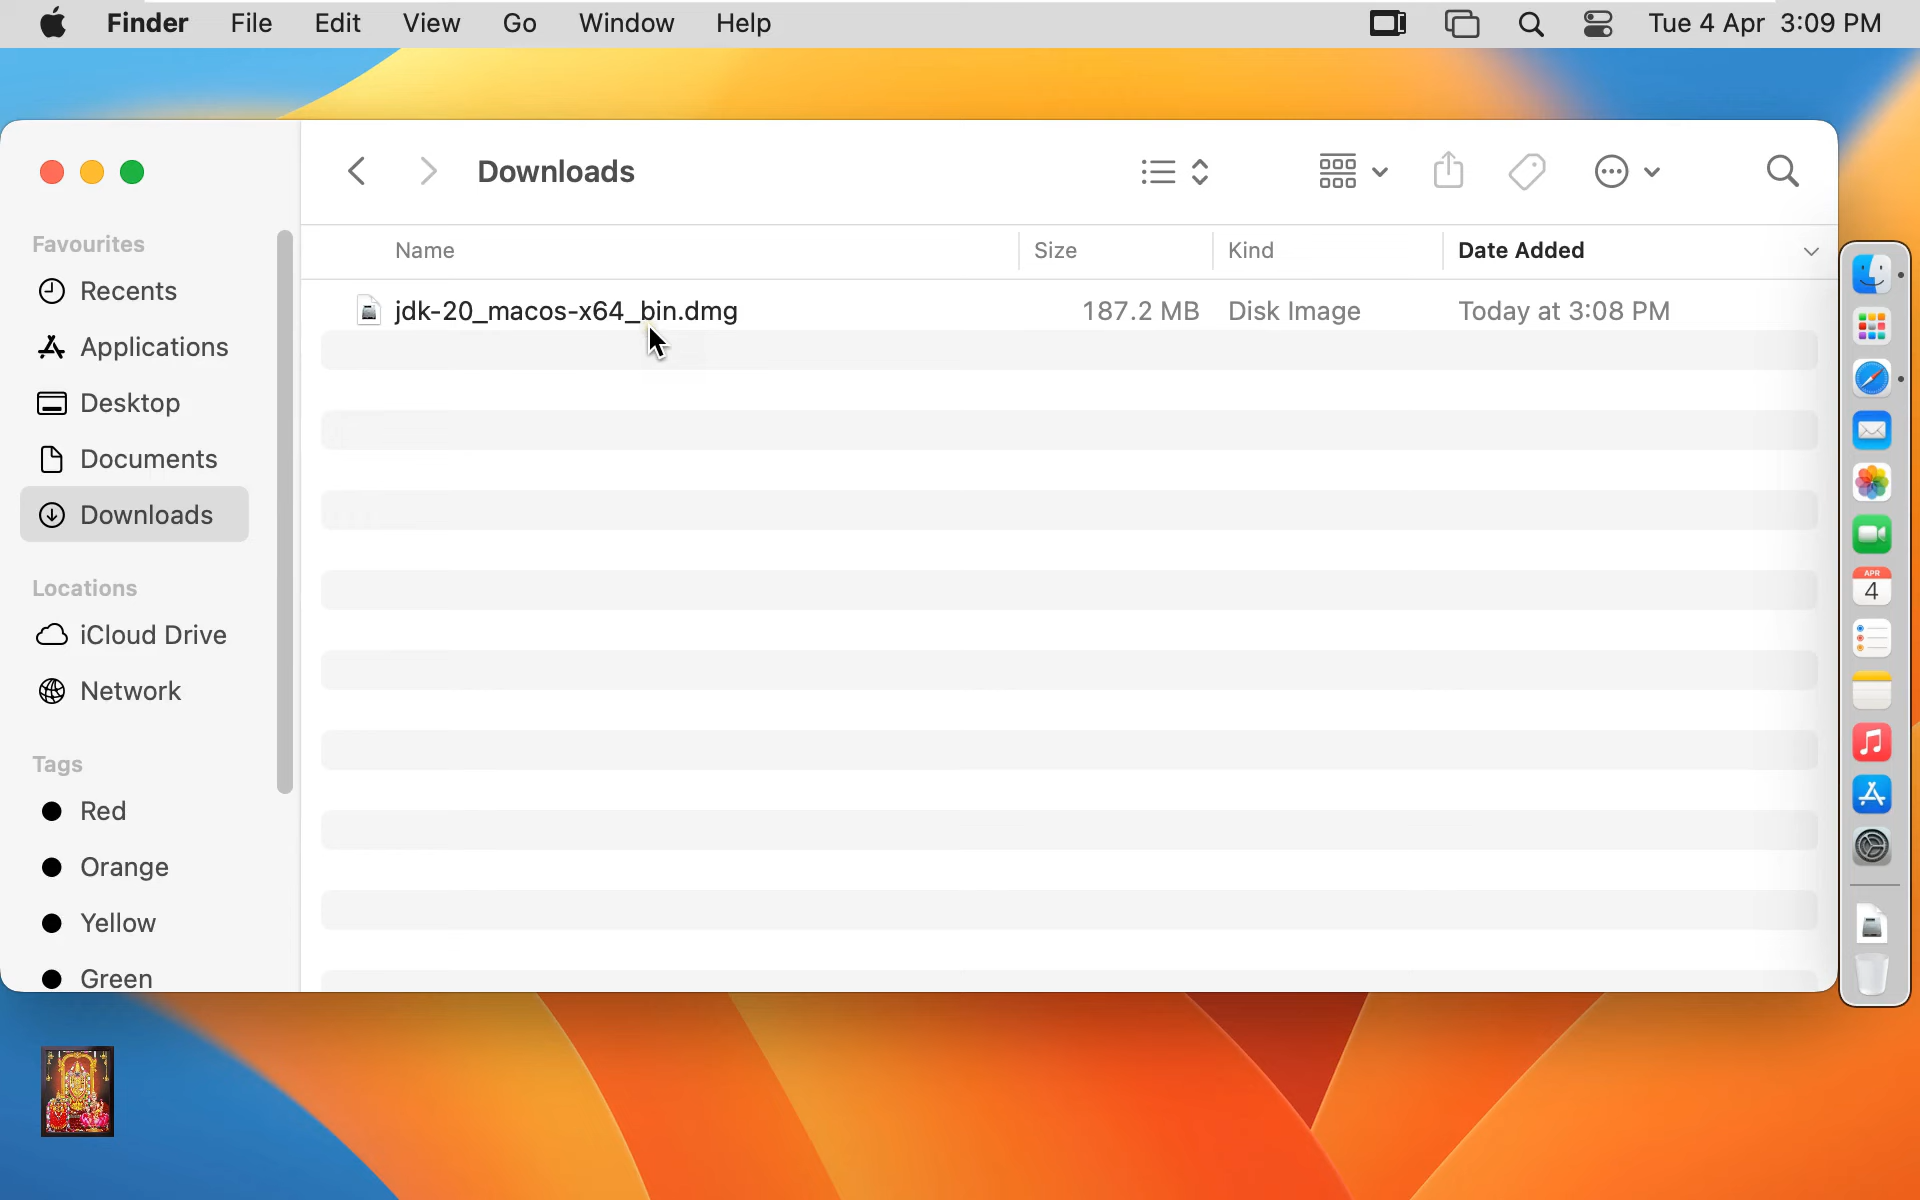 Finder File Edit View Go Window Help Tue 4 Apr 3:09 PM
Downloads
Favourites
Recents
Applications
Desktop
Documents
Downloads
Locations
iCloud Drive
Network
Tags
Red
Orange
Yellow
Green
Name Size Kind Date Added
jdk-20_macos-x64_bin.dmg 187.2 MB Disk Image Today at 3:08 PM
APR
4